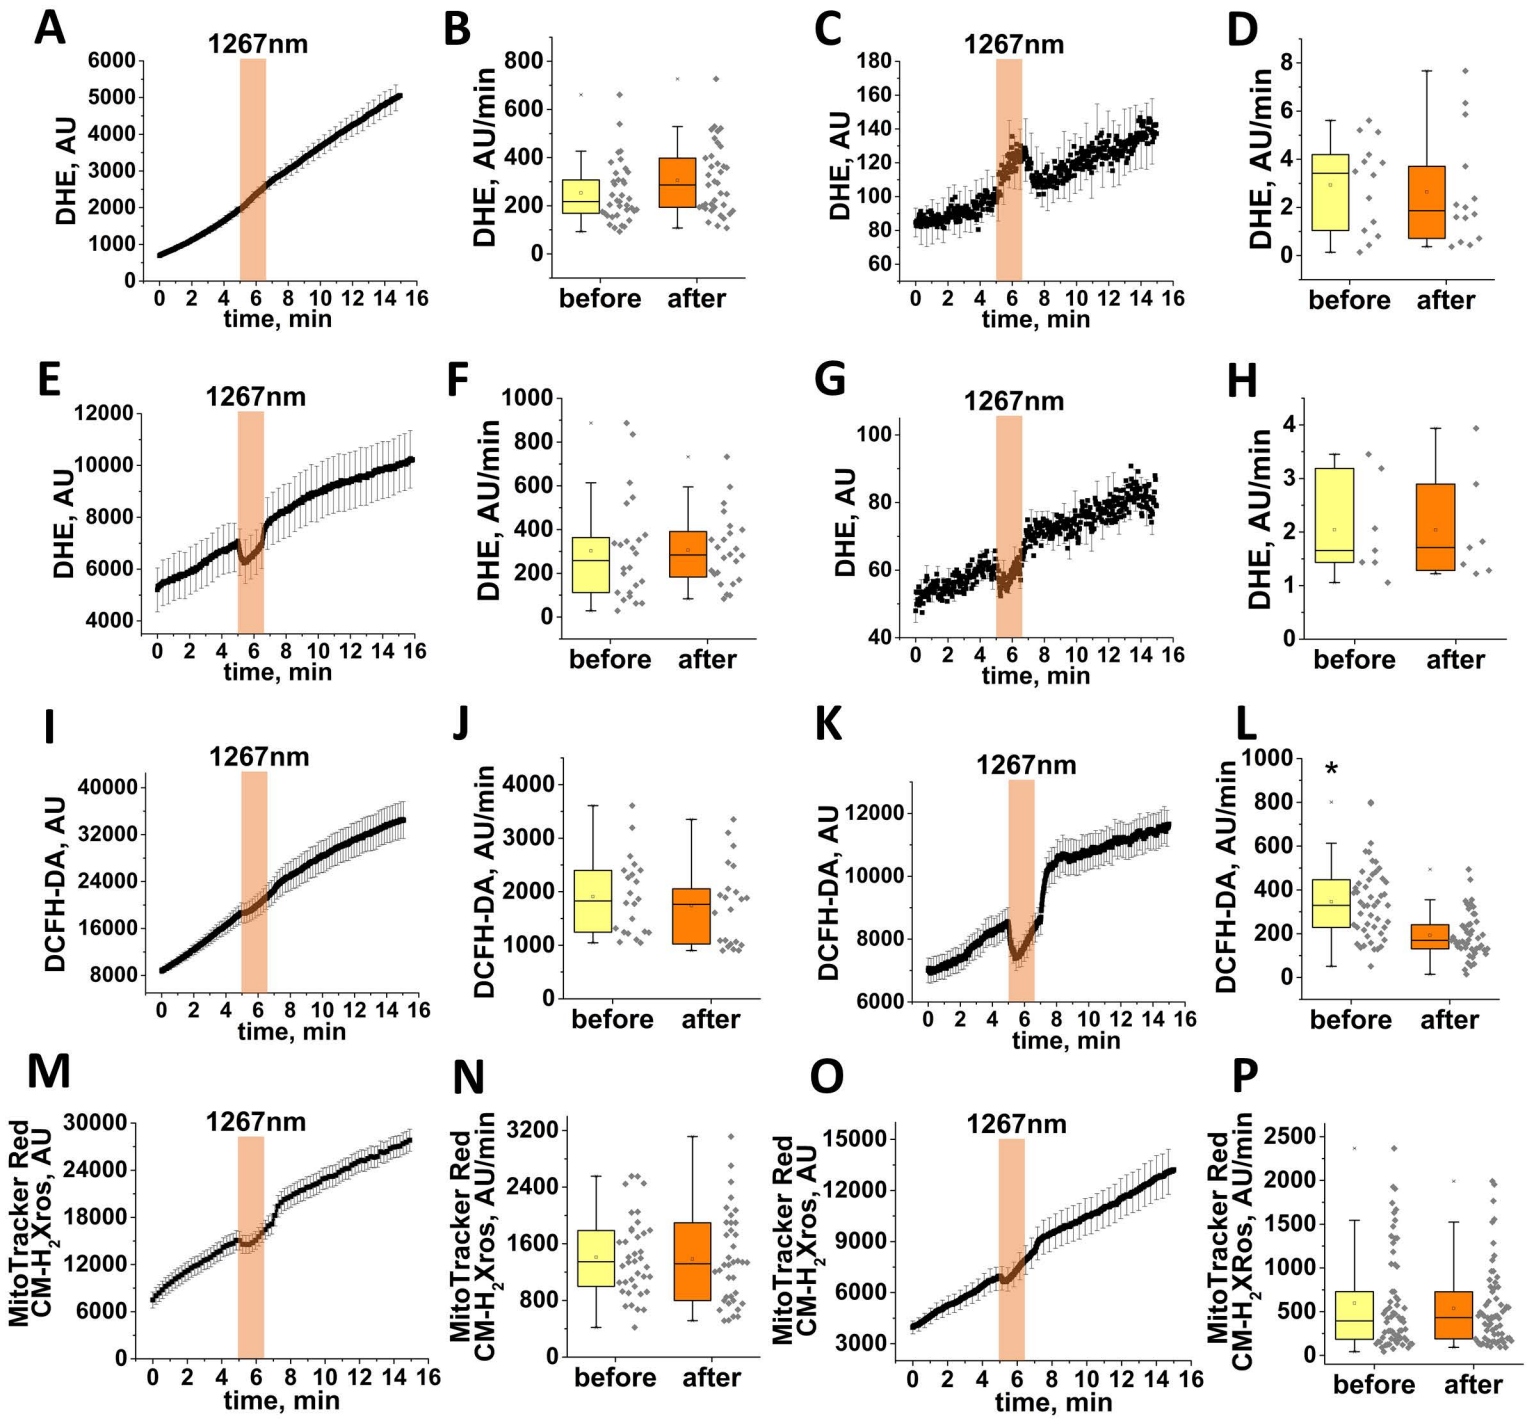 A
1267nm
DHE, AU
6000
5000
4000
3000
2000
1000
0
0 2 4 6 8 10 12 14 16
time, min
B
DHE, AU/min
800
600
400
200
0
before after
C
1267nm
DHE, AU
180
160
140
120
100
80
60
0 2 4 6 8 10 12 14 16
time, min
D
DHE, AU/min
8
6
4
2
0
before after
E
1267nm
DHE, AU
12000
10000
8000
6000
4000
0 2 4 6 8 10 12 14 16
time, min
F
DHE, AU/min
1000
800
600
400
200
0
before after
G
1267nm
DHE, AU
100
80
60
40
0 2 4 6 8 10 12 14 16
time, min
H
DHE, AU/min
4
3
2
1
0
before after
I
1267nm
DCFH-DA, AU
40000
32000
24000
16000
8000
0 2 4 6 8 10 12 14 16
time, min
J
DCFH-DA, AU/min
4000
3000
2000
1000
0
before after
K
1267nm
DCFH-DA, AU
12000
10000
8000
6000
0 2 4 6 8 10 12 14 16
time, min
L
DCFH-DA, AU/min
1000
800
600
400
200
0
*
before after
M
1267nm
MitoTracker Red
CM-H₂Xros, AU
30000
24000
18000
12000
6000
0
0 2 4 6 8 10 12 14 16
time, min
N
MitoTracker Red
CM-H₂Xros, AU/min
3200
2400
1600
800
0
before after
O
1267nm
MitoTracker Red
CM-H₂Xros, AU
15000
12000
9000
6000
3000
0 2 4 6 8 10 12 14 16
time, min
P
MitoTracker Red
CM-H₂XRos, AU/min
2500
2000
1500
1000
500
0
before after